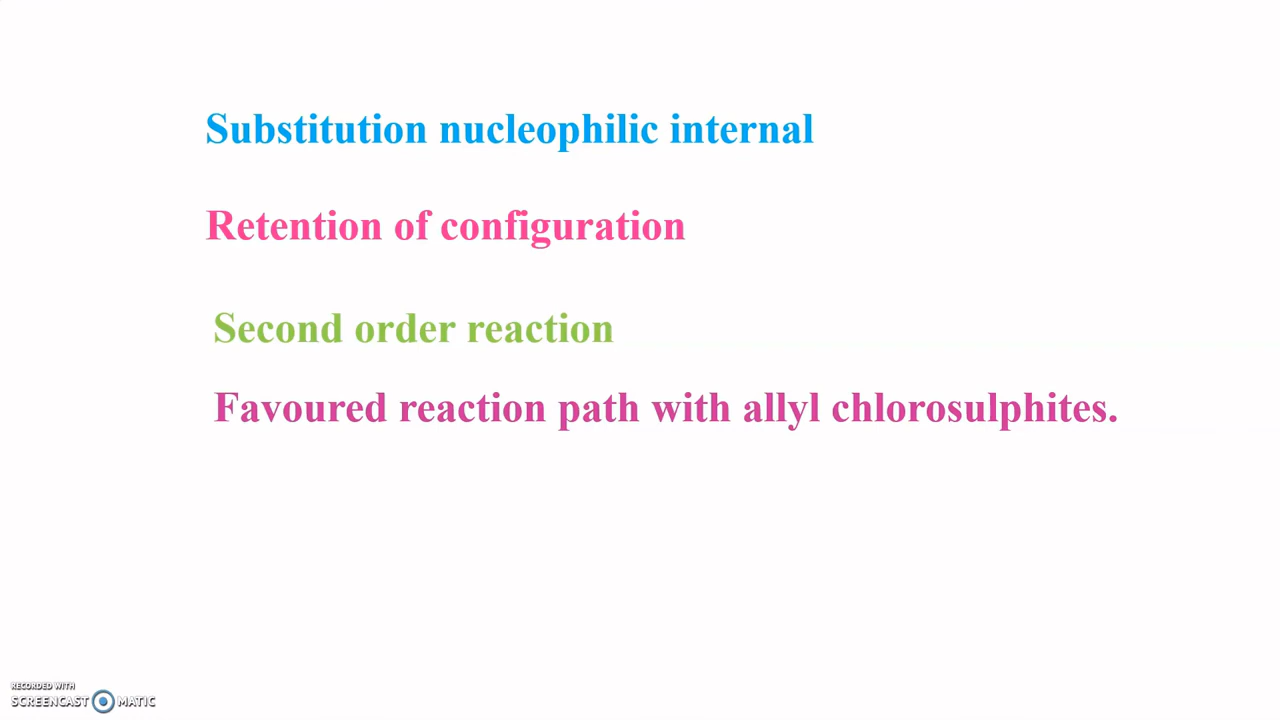 Substitution nucleophilic internal
Retention of configuration
Second order reaction
Favoured reaction path with allyl chlorosulphites.
RECORDED WITH
SCREENCAST MATIC